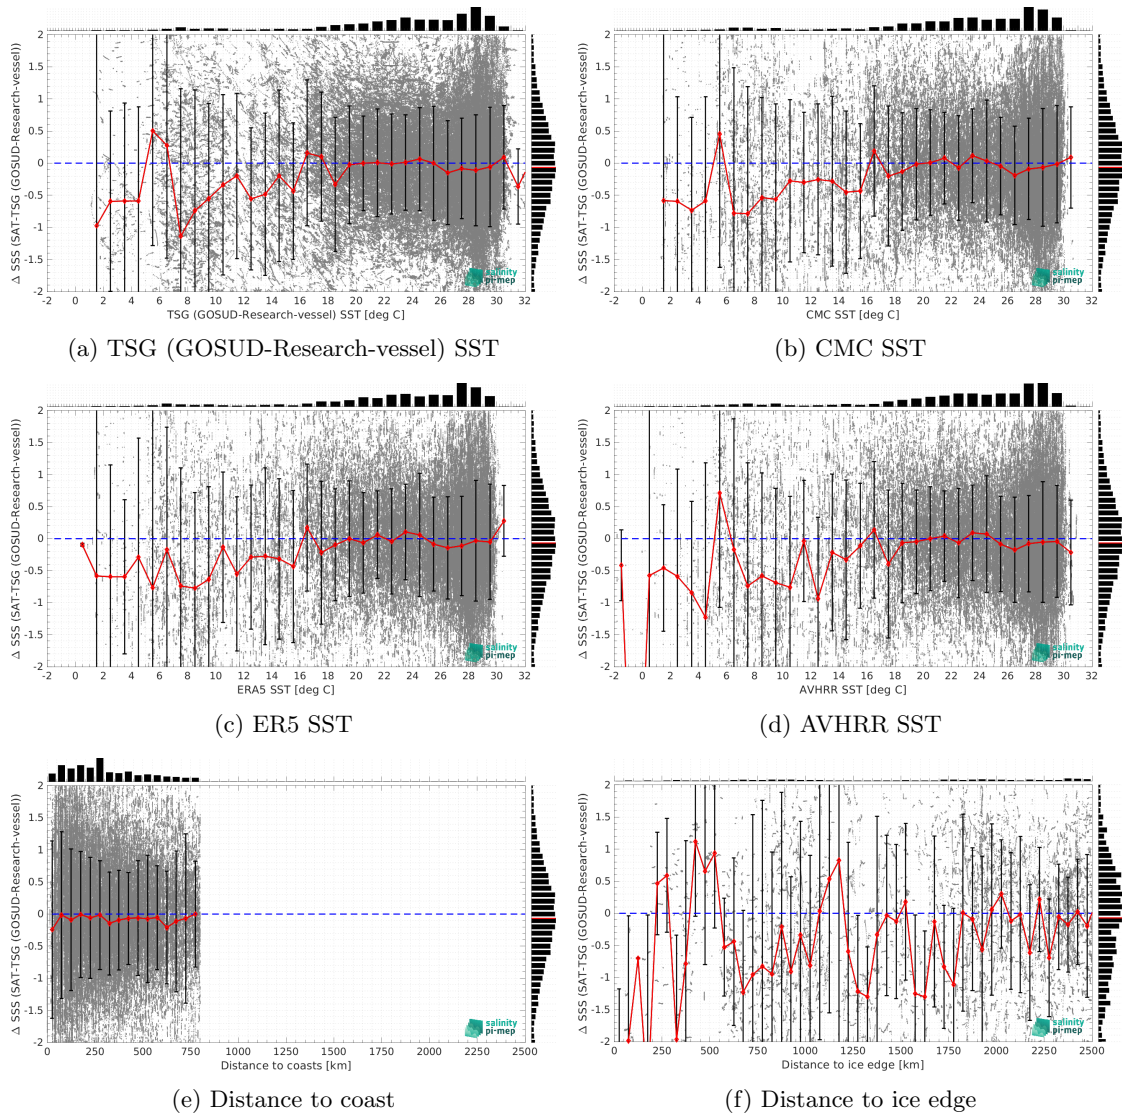 2
1.5
1
0.5
0
-0.5
-1
-1.5
-2
Δ SSS (SAT-TSG (GOSUD-Research-vessel))
-2 0 2 4 6 8 10 12 14 16 18 20 22 24 26 28 30 32
TSG (GOSUD-Research-vessel) SST [deg C]
salinity
pi-mep
(a) TSG (GOSUD-Research-vessel) SST
2
1.5
1
0.5
0
-0.5
-1
-1.5
-2
Δ SSS (SAT-TSG (GOSUD-Research-vessel))
-2 0 2 4 6 8 10 12 14 16 18 20 22 24 26 28 30 32
CMC SST [deg C]
salinity
pi-mep
(b) CMC SST
2
1.5
1
0.5
0
-0.5
-1
-1.5
-2
Δ SSS (SAT-TSG (GOSUD-Research-vessel))
-2 0 2 4 6 8 10 12 14 16 18 20 22 24 26 28 30 32
ERA5 SST [deg C]
salinity
pi-mep
(c) ER5 SST
2
1.5
1
0.5
0
-0.5
-1
-1.5
-2
Δ SSS (SAT-TSG (GOSUD-Research-vessel))
-2 0 2 4 6 8 10 12 14 16 18 20 22 24 26 28 30 32
AVHRR SST [deg C]
salinity
pi-mep
(d) AVHRR SST
2
1.5
1
0.5
0
-0.5
-1
-1.5
-2
Δ SSS (SAT-TSG (GOSUD-Research-vessel))
0 250 500 750 1000 1250 1500 1750 2000 2250 2500
Distance to coasts [km]
salinity
pi-mep
(e) Distance to coast
2
1.5
1
0.5
0
-0.5
-1
-1.5
-2
Δ SSS (SAT-TSG (GOSUD-Research-vessel))
0 250 500 750 1000 1250 1500 1750 2000 2250 2500
Distance to ice edge [km]
salinity
pi-mep
(f) Distance to ice edge